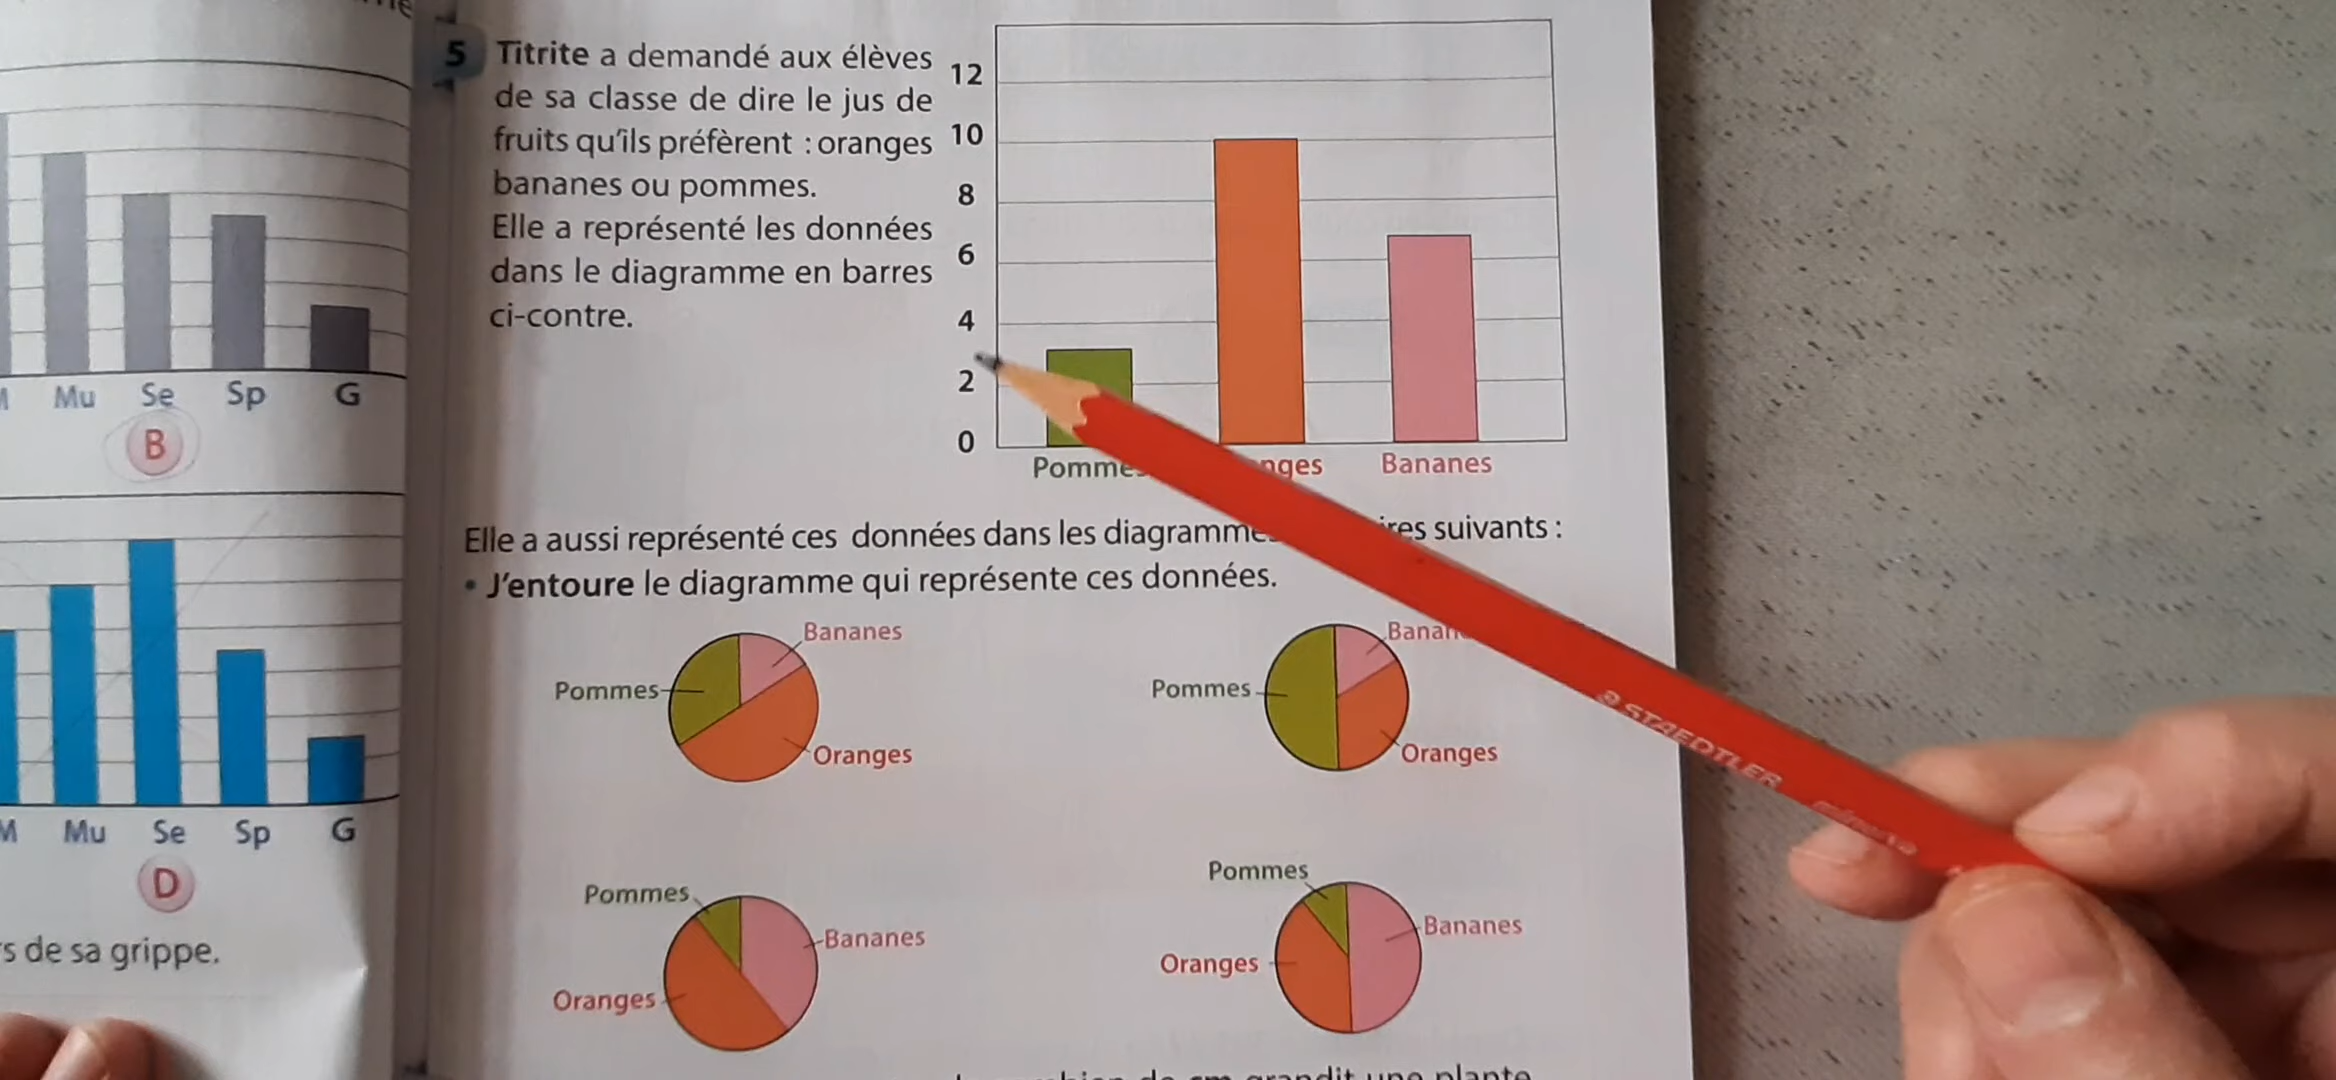 Mu Se Sp G
B
Mu Se Sp G
D
s de sa grippe.
5 Titrite a demandé aux élèves
de sa classe de dire le jus de
fruits qu'ils préfèrent : oranges
bananes ou pommes.
Elle a représenté les données
dans le diagramme en barres
ci-contre.
12
10
8
6
4
2
0
Bananes
Elle a aussi représenté ces données dans les suivants :
• J'entoure le diagramme qui représente ces données.
Bananes
Pommes
Oranges
Pommes
Oranges
Pommes
Bananes
Oranges
Pommes
Bananes
Oranges
STAEDTLER